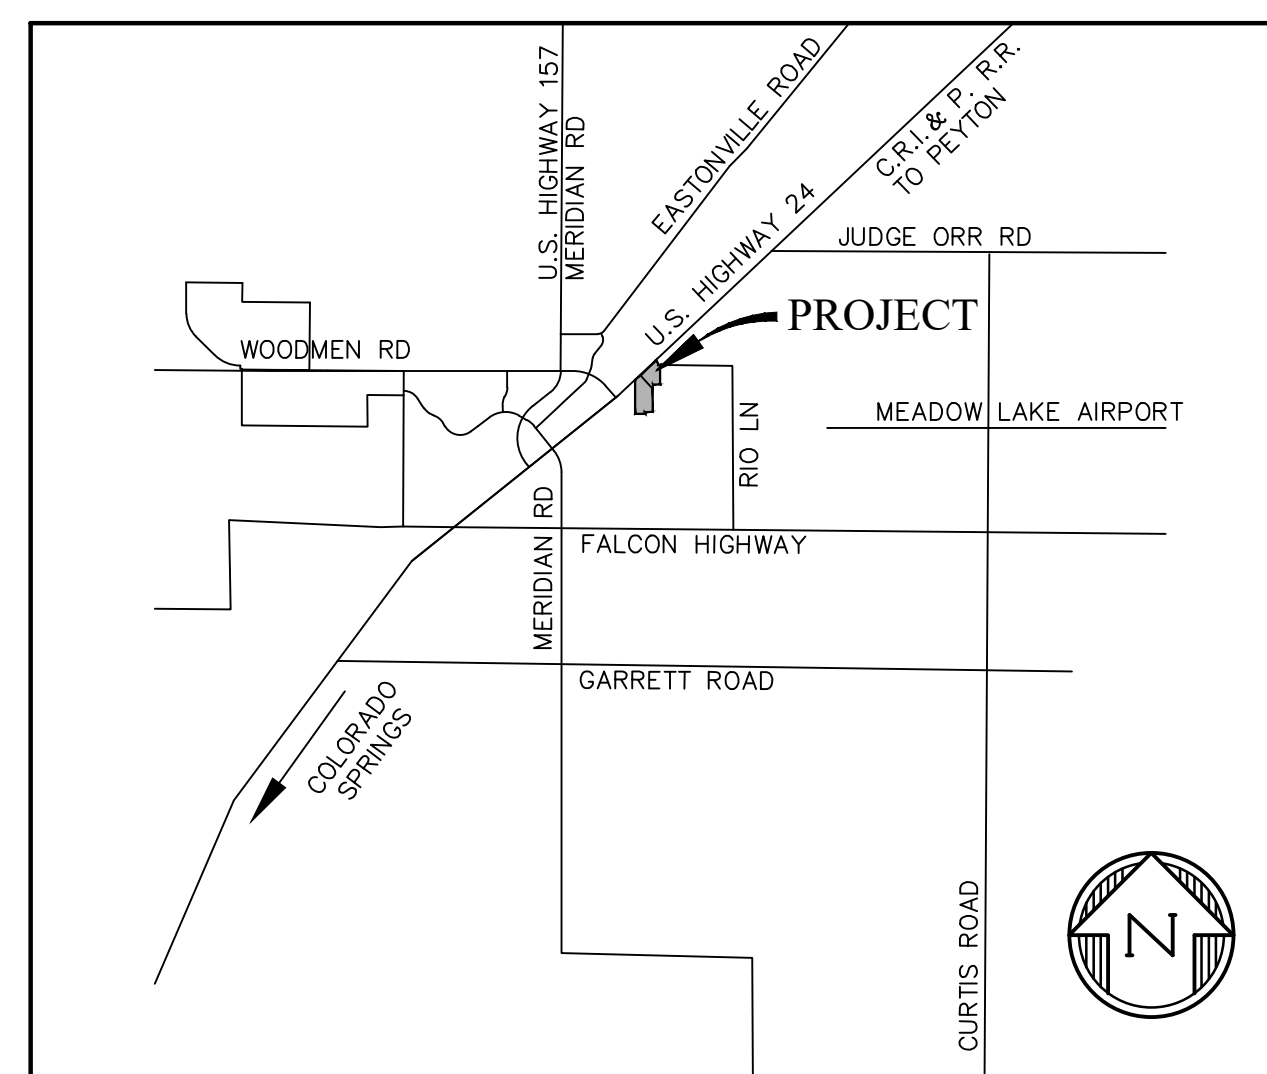 U.S. HIGHWAY 157
MERIDIAN RD
EASTONVILLE ROAD
C.R.I. & P. R.R.
TO PEYTON
U.S. HIGHWAY 24
JUDGE ORR RD
PROJECT
WOODMEN RD
MEADOW LAKE AIRPORT
RIO LN
MERIDIAN RD
FALCON HIGHWAY
GARRETT ROAD
COLORADO
SPRINGS
CURTIS ROAD
N